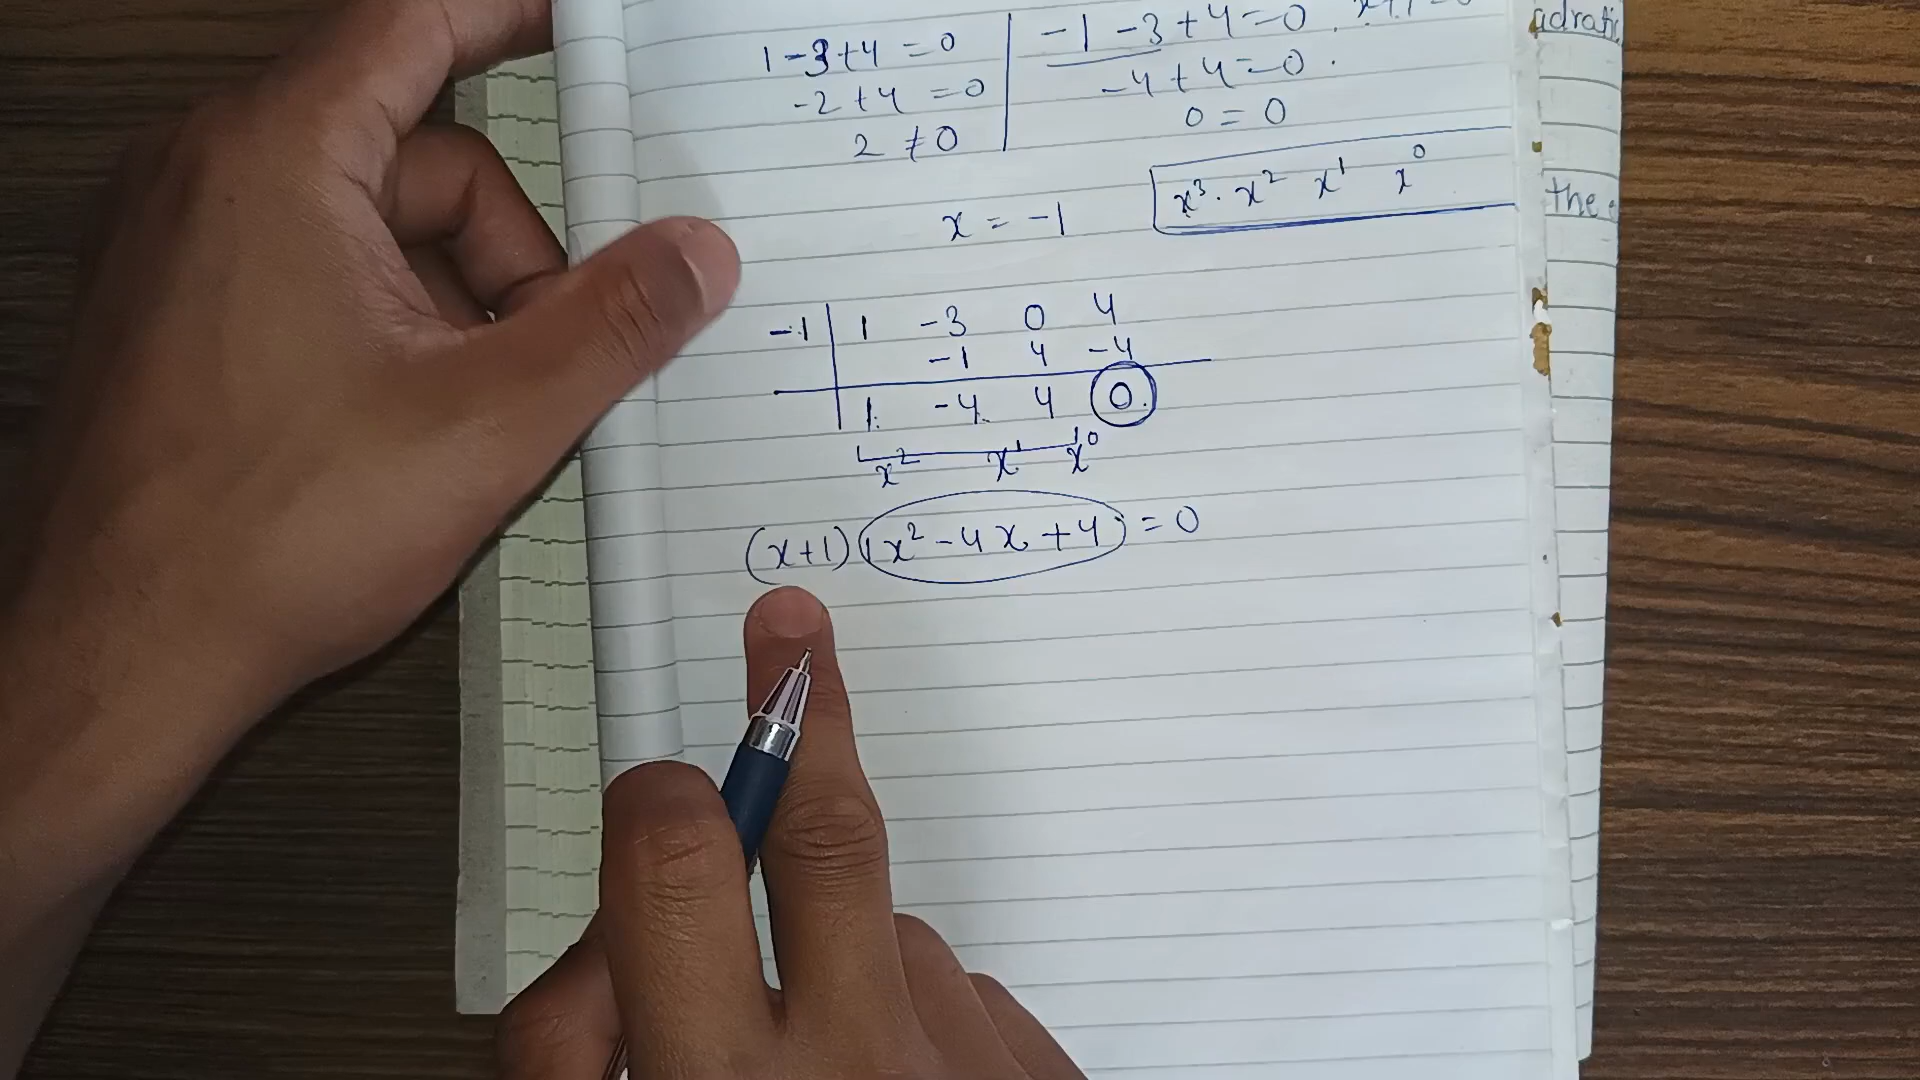 1 - 3 + 4 = 0
-2 + 4 = 0
2 ≠ 0
-1 -3 + 4 = 0 .
-4 + 4 = 0 .
0 = 0
x = -1
x³ . x² x¹ x⁰
-1 | 1 -3 0 4
-1 4 -4
1 -4 4 0
x² x¹ x⁰
(x+1)(1x² - 4x + 4) = 0
the